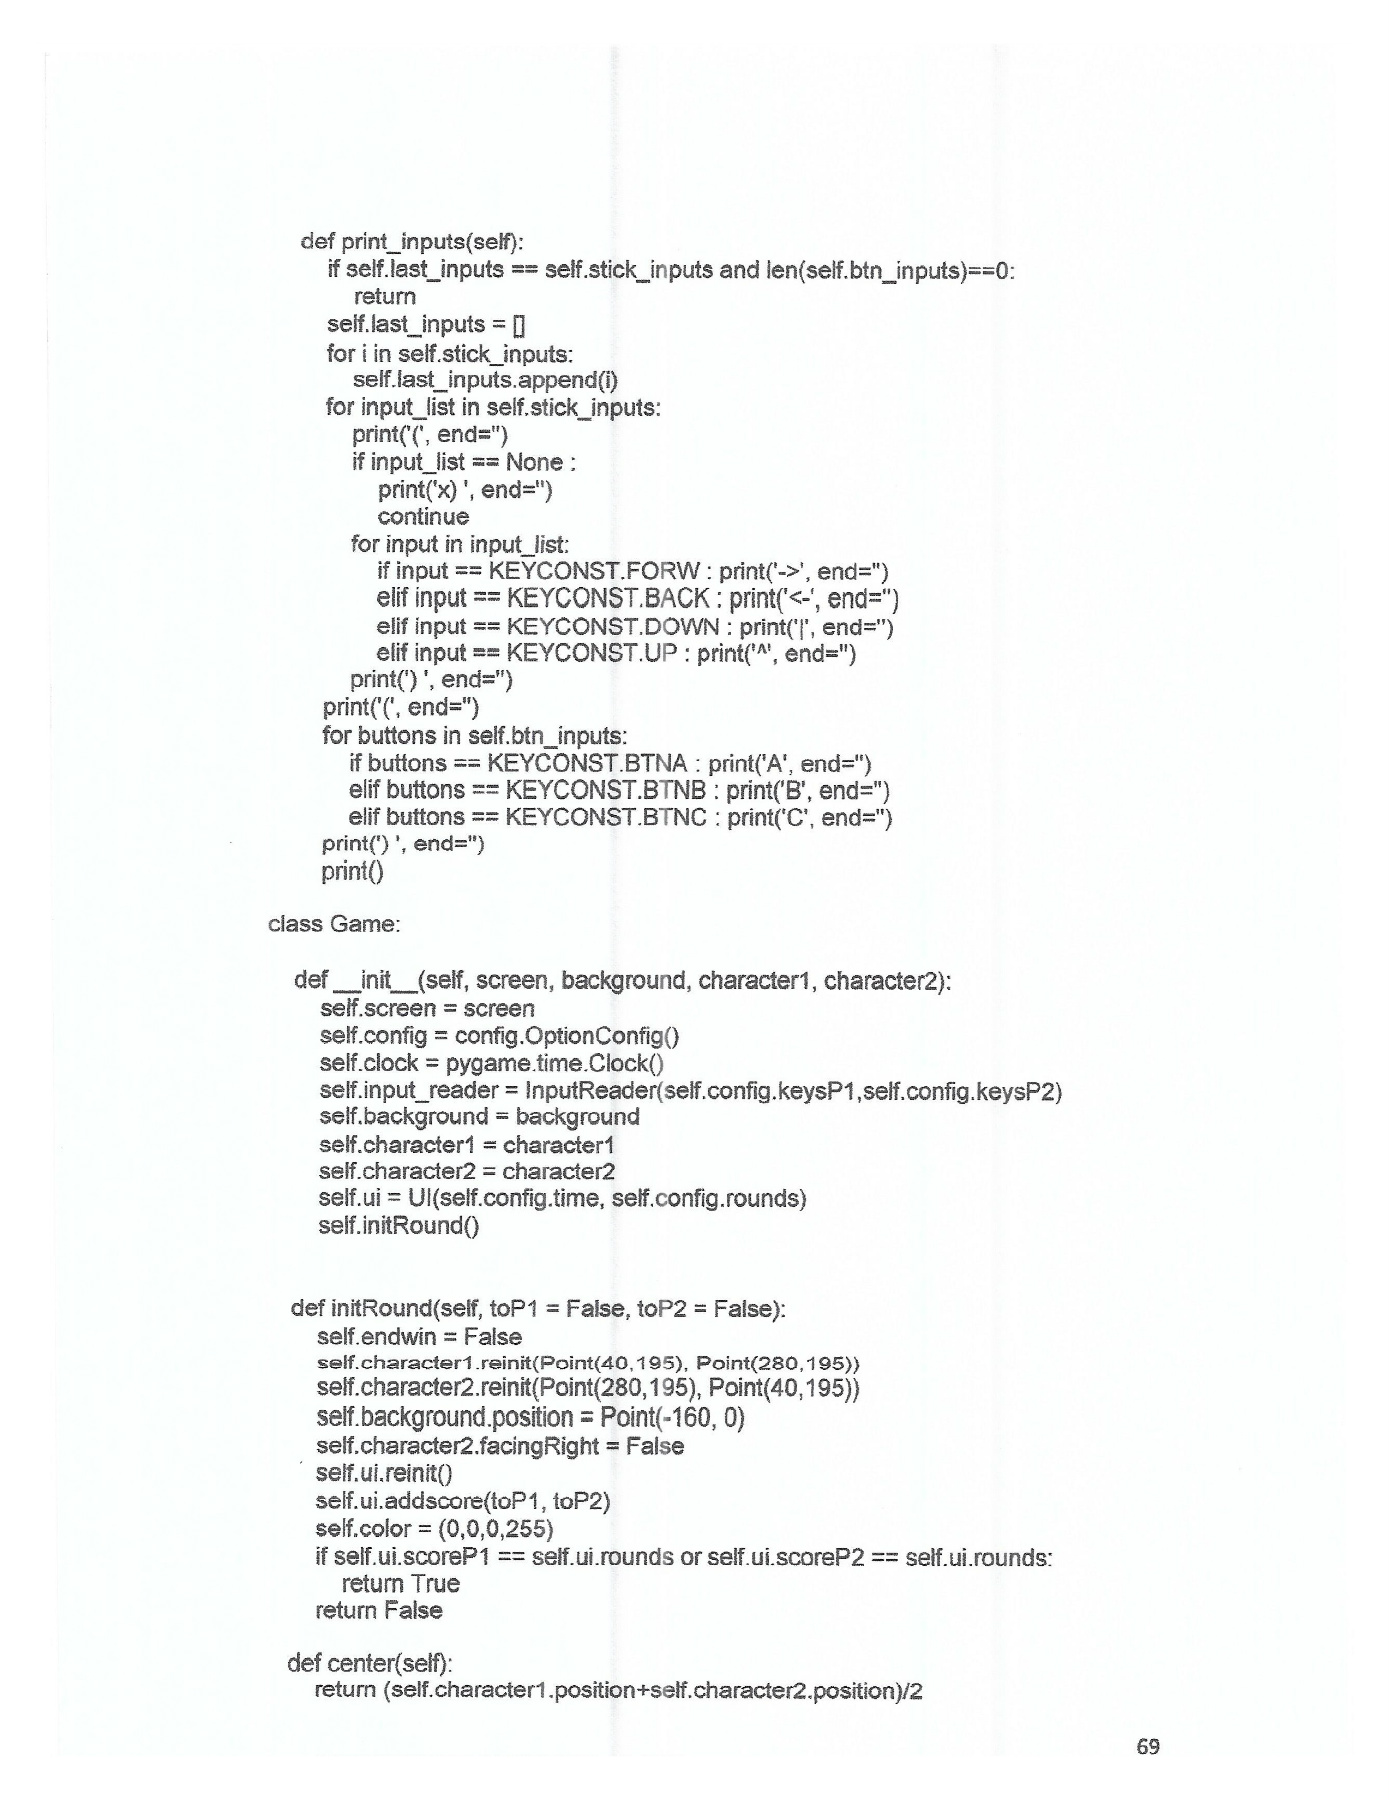 def print_inputs(self):
if self.last_inputs == self.stick_inputs and len(self.btn_inputs)==0:
return
self.last_inputs = []
for i in self.stick_inputs:
self.last_inputs.append(i)
for input_list in self.stick_inputs:
print('(', end='')
if input_list == None :
print('x) ', end='')
continue
for input in input_list:
if input == KEYCONST.FORW : print('->', end='')
elif input == KEYCONST.BACK : print('<-', end='')
elif input == KEYCONST.DOWN : print('|', end='')
elif input == KEYCONST.UP : print('^', end='')
print(') ', end='')
print('(', end='')
for buttons in self.btn_inputs:
if buttons == KEYCONST.BTNA : print('A', end='')
elif buttons == KEYCONST.BTNB : print('B', end='')
elif buttons == KEYCONST.BTNC : print('C', end='')
print(') ', end='')
print()
class Game:
def __init__(self, screen, background, character1, character2):
self.screen = screen
self.config = config.OptionConfig()
self.clock = pygame.time.Clock()
self.input_reader = InputReader(self.config.keysP1,self.config.keysP2)
self.background = background
self.character1 = character1
self.character2 = character2
self.ui = UI(self.config.time, self.config.rounds)
self.initRound()
def initRound(self, toP1 = False, toP2 = False):
self.endwin = False
self.character1.reinit(Point(40,195), Point(280,195))
self.character2.reinit(Point(280,195), Point(40,195))
self.background.position = Point(-160, 0)
self.character2.facingRight = False
self.ui.reinit()
self.ui.addscore(toP1, toP2)
self.color = (0,0,0,255)
if self.ui.scoreP1 == self.ui.rounds or self.ui.scoreP2 == self.ui.rounds:
return True
return False
def center(self):
return (self.character1.position+self.character2.position)/2
69